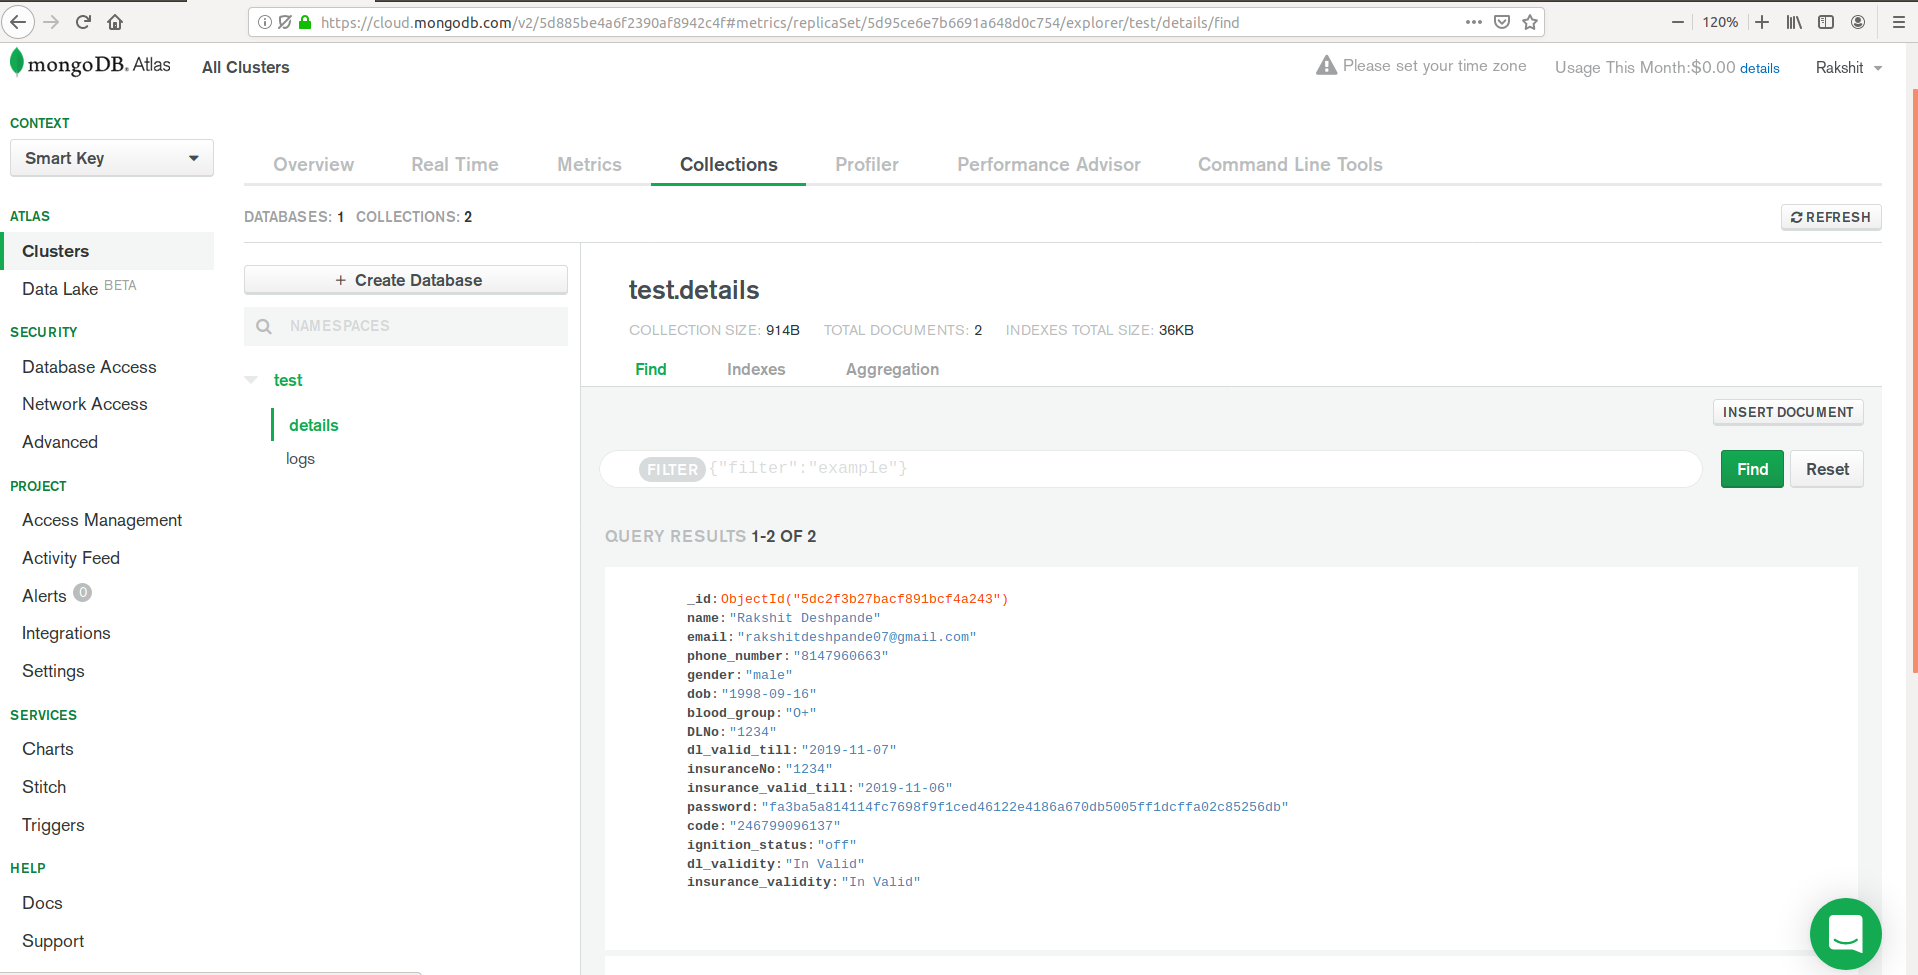 https://cloud.mongodb.com/v2/5d885be4a6f2390af8942c4f#metrics/replicaSet/5d95ce6e7b6691a648d0c754/explorer/test/details/find
120%
mongoDB. Atlas
All Clusters
Please set your time zone
Usage This Month:$0.00 details
Rakshit
CONTEXT
Smart Key
ATLAS
Clusters
Data Lake BETA
SECURITY
Database Access
Network Access
Advanced
PROJECT
Access Management
Activity Feed
Alerts 0
Integrations
Settings
SERVICES
Charts
Stitch
Triggers
HELP
Docs
Support
Overview
Real Time
Metrics
Collections
Profiler
Performance Advisor
Command Line Tools
DATABASES: 1 COLLECTIONS: 2
REFRESH
+ Create Database
NAMESPACES
test
details
logs
test.details
COLLECTION SIZE: 914B TOTAL DOCUMENTS: 2 INDEXES TOTAL SIZE: 36KB
Find
Indexes
Aggregation
INSERT DOCUMENT
FILTER {"filter":"example"}
Find
Reset
QUERY RESULTS 1-2 OF 2
_id:ObjectId("5dc2f3b27bacf891bcf4a243")
name:"Rakshit Deshpande"
email:"rakshitdeshpande07@gmail.com"
phone_number:"8147960663"
gender:"male"
dob:"1998-09-16"
blood_group:"O+"
DLNo:"1234"
dl_valid_till:"2019-11-07"
insuranceNo:"1234"
insurance_valid_till:"2019-11-06"
password:"fa3ba5a814114fc7698f9f1ced46122e4186a670db5005ff1dcffa02c85256db"
code:"246799096137"
ignition_status:"off"
dl_validity:"In Valid"
insurance_validity:"In Valid"